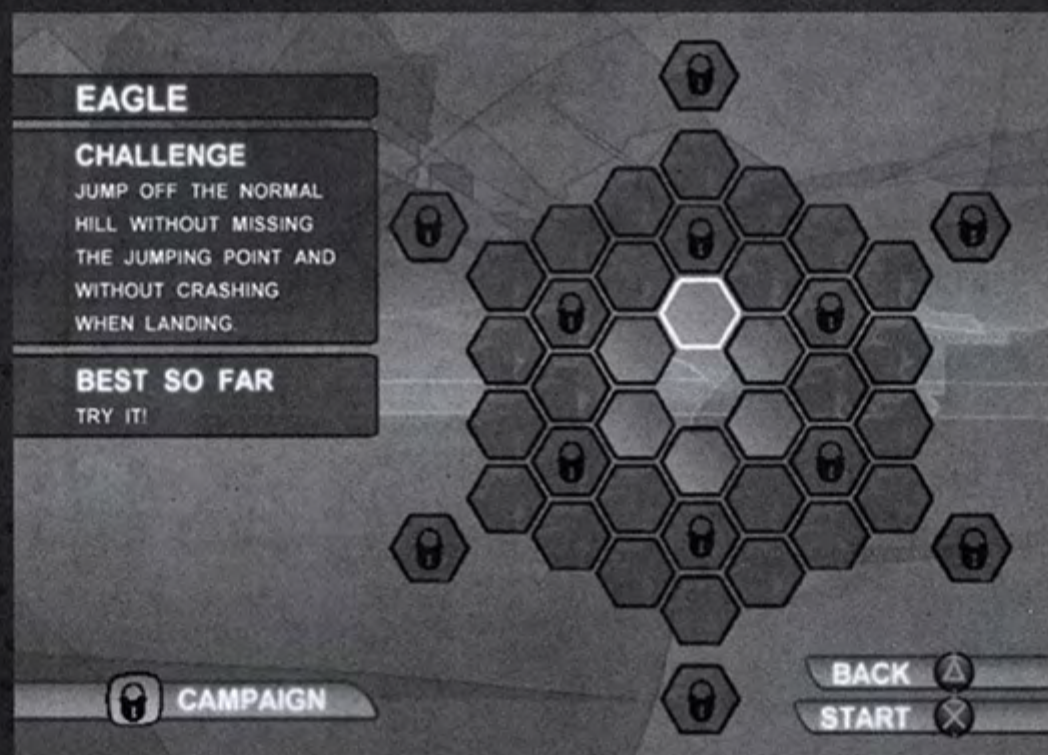 EAGLE
CHALLENGE
JUMP OFF THE NORMAL
HILL WITHOUT MISSING
THE JUMPING POINT AND
WITHOUT CRASHING
WHEN LANDING.
BEST SO FAR
TRY IT!
CAMPAIGN
BACK
START